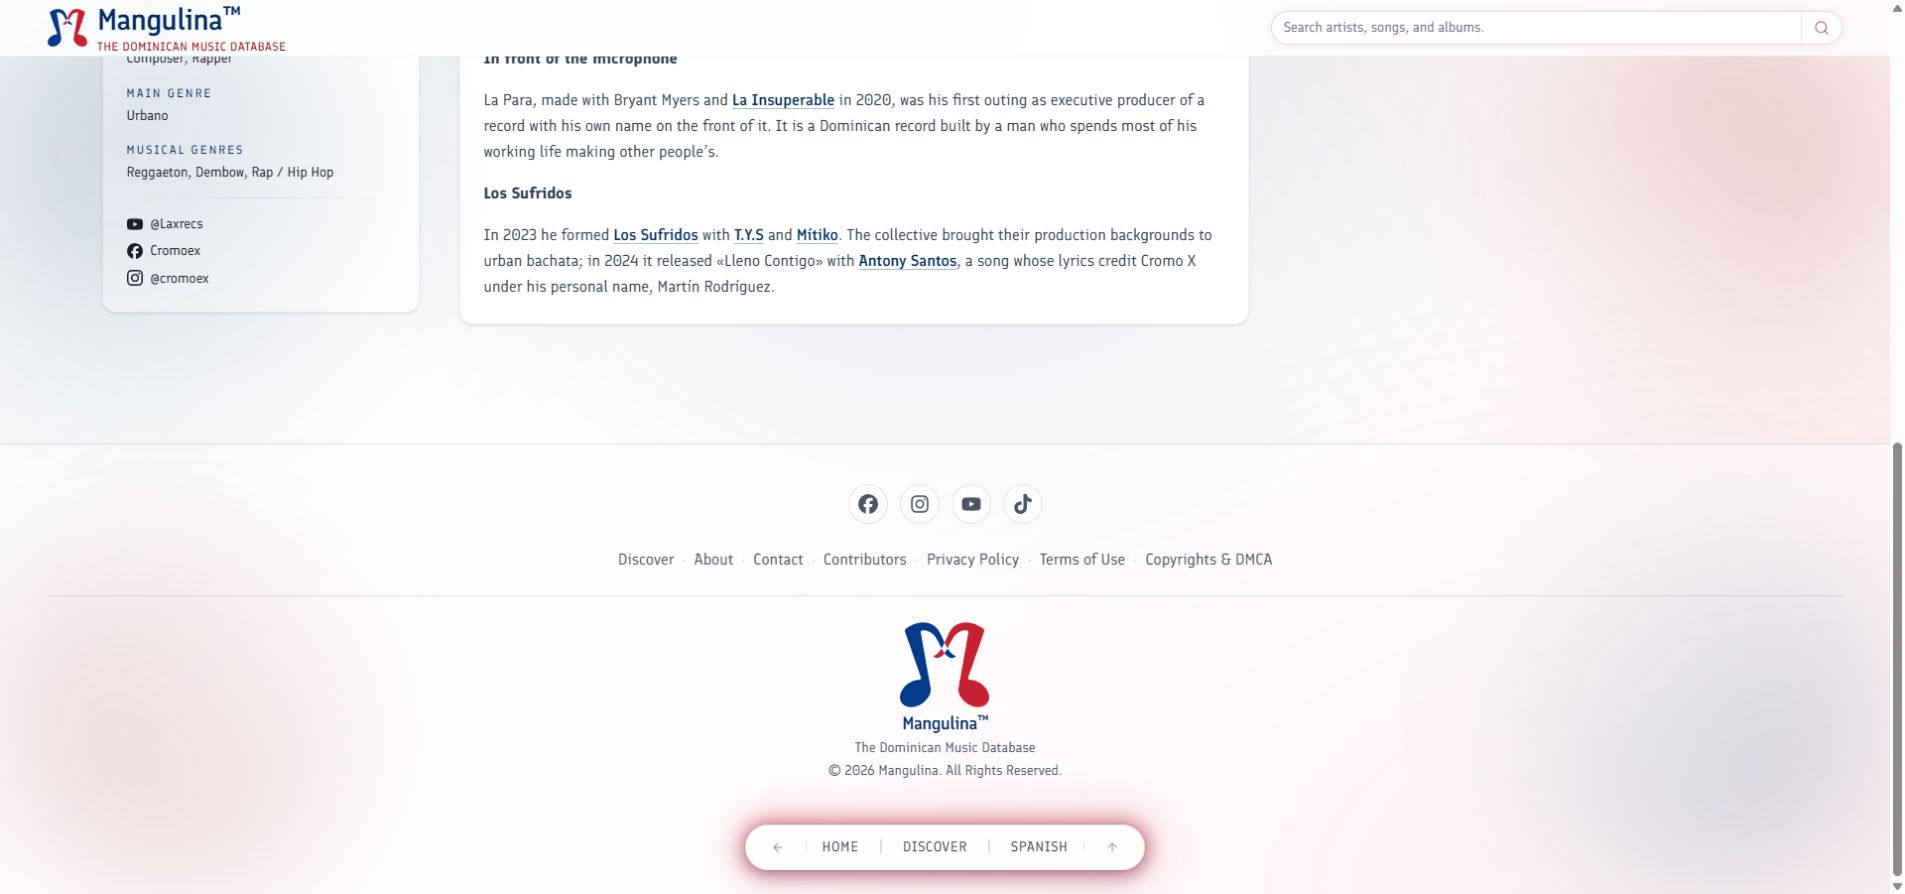 Mangulina™
THE DOMINICAN MUSIC DATABASE
Search artists, songs, and albums.
Composer, Rapper
MAIN GENRE
Urbano
MUSICAL GENRES
Reggaeton, Dembow, Rap / Hip Hop
@Laxrecs
Cromoex
@cromoex
In front of the microphone
La Para, made with Bryant Myers and La Insuperable in 2020, was his first outing as executive producer of a
record with his own name on the front of it. It is a Dominican record built by a man who spends most of his
working life making other people’s.
Los Sufridos
In 2023 he formed Los Sufridos with T.Y.S and Mítiko. The collective brought their production backgrounds to
urban bachata; in 2024 it released «Lleno Contigo» with Antony Santos, a song whose lyrics credit Cromo X
under his personal name, Martín Rodríguez.
Discover · About · Contact · Contributors · Privacy Policy · Terms of Use · Copyrights & DMCA
Mangulina™
The Dominican Music Database
© 2026 Mangulina. All Rights Reserved.
← HOME DISCOVER SPANISH ↑